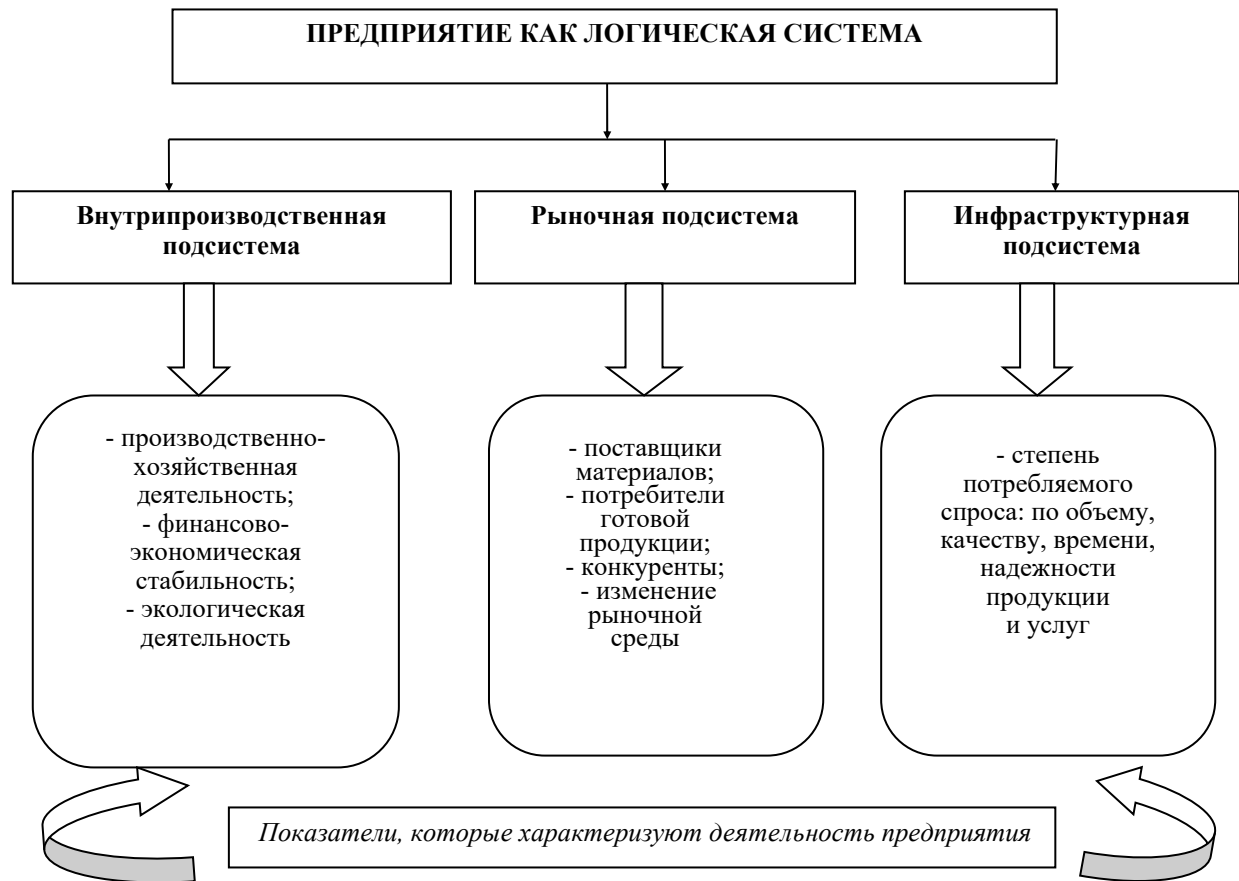 ПРЕДПРИЯТИЕ КАК ЛОГИЧЕСКАЯ СИСТЕМА
Внутрипроизводственная
подсистема
Рыночная подсистема
Инфраструктурная
подсистема
- производственно-
хозяйственная
деятельность;
- финансово-
экономическая
стабильность;
- экологическая
деятельность
- поставщики
материалов;
- потребители
готовой
продукции;
- конкуренты;
- изменение
рыночной
среды
- степень
потребляемого
спроса: по объему,
качеству, времени,
надежности
продукции
и услуг
Показатели, которые характеризуют деятельность предприятия